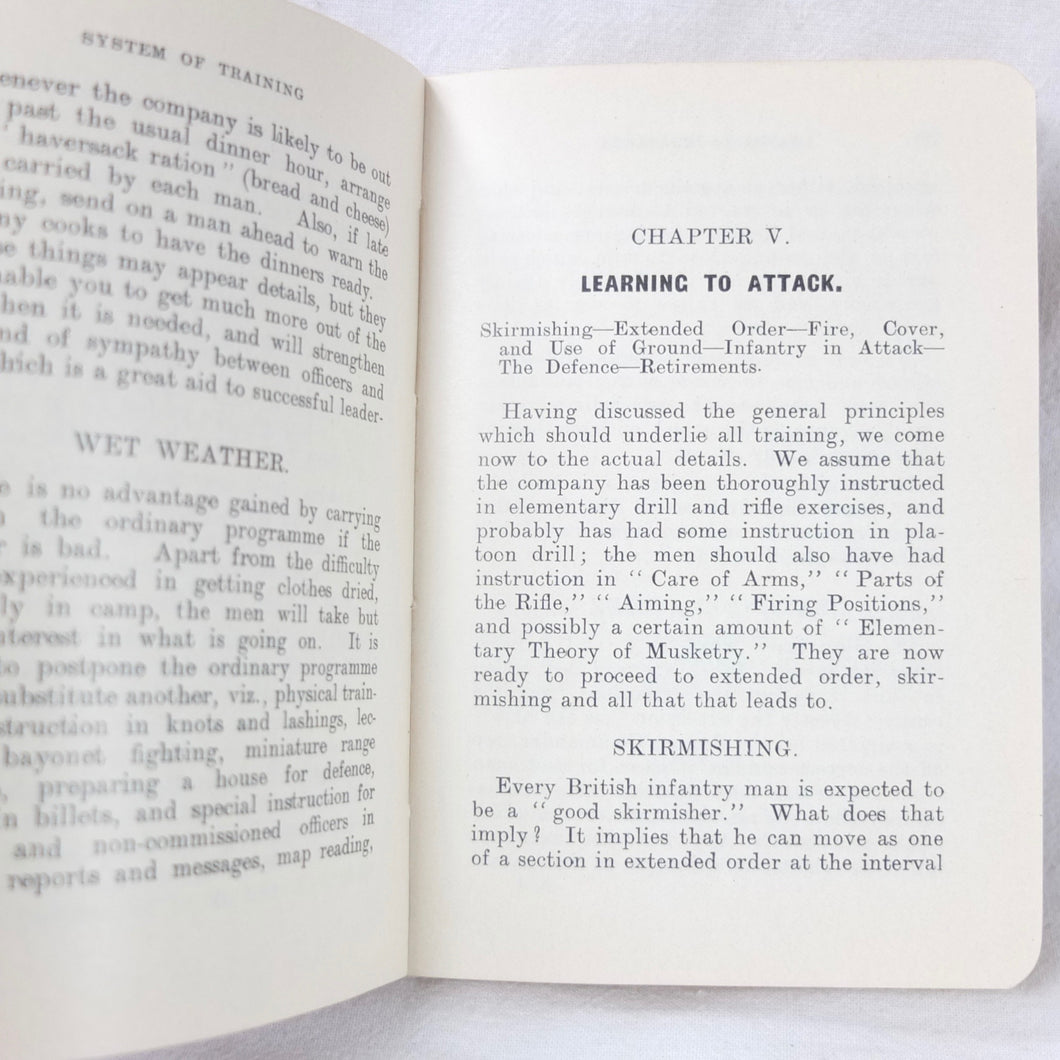 SYSTEM OF TRAINING
the company is likely to be out
past the usual dinner hour, arrange
haversack ration" (bread and cheese)
carried by each man. Also, if late
send on a man ahead to warn the
cooks to have the dinners ready.
things may appear details, but they
you to get much more out of the
it is needed, and will strengthen
of sympathy between officers and
which is a great aid to successful leader-
WET WEATHER.
is no advantage gained by carrying
the ordinary programme if the
is bad. Apart from the difficulty
experienced in getting clothes dried,
in camp, the men will take but
interest in what is going on. It is
to postpone the ordinary programme
substitute another, viz., physical train-
in knots and lashings, lec-
bayonet fighting, miniature range
preparing a house for defence,
billets, and special instruction for
and non-commissioned officers in
reports and messages, map reading,
CHAPTER V.
LEARNING TO ATTACK.
Skirmishing—Extended Order—Fire, Cover,
and Use of Ground—Infantry in Attack—
The Defence—Retirements.
Having discussed the general principles
which should underlie all training, we come
now to the actual details. We assume that
the company has been thoroughly instructed
in elementary drill and rifle exercises, and
probably has had some instruction in pla-
toon drill; the men should also have had
instruction in "Care of Arms," "Parts of
the Rifle," "Aiming," "Firing Positions,"
and possibly a certain amount of "Elemen-
tary Theory of Musketry." They are now
ready to proceed to extended order, skir-
mishing and all that that leads to.
SKIRMISHING.
Every British infantry man is expected to
be a "good skirmisher." What does that
imply? It implies that he can move as one
of a section in extended order at the interval